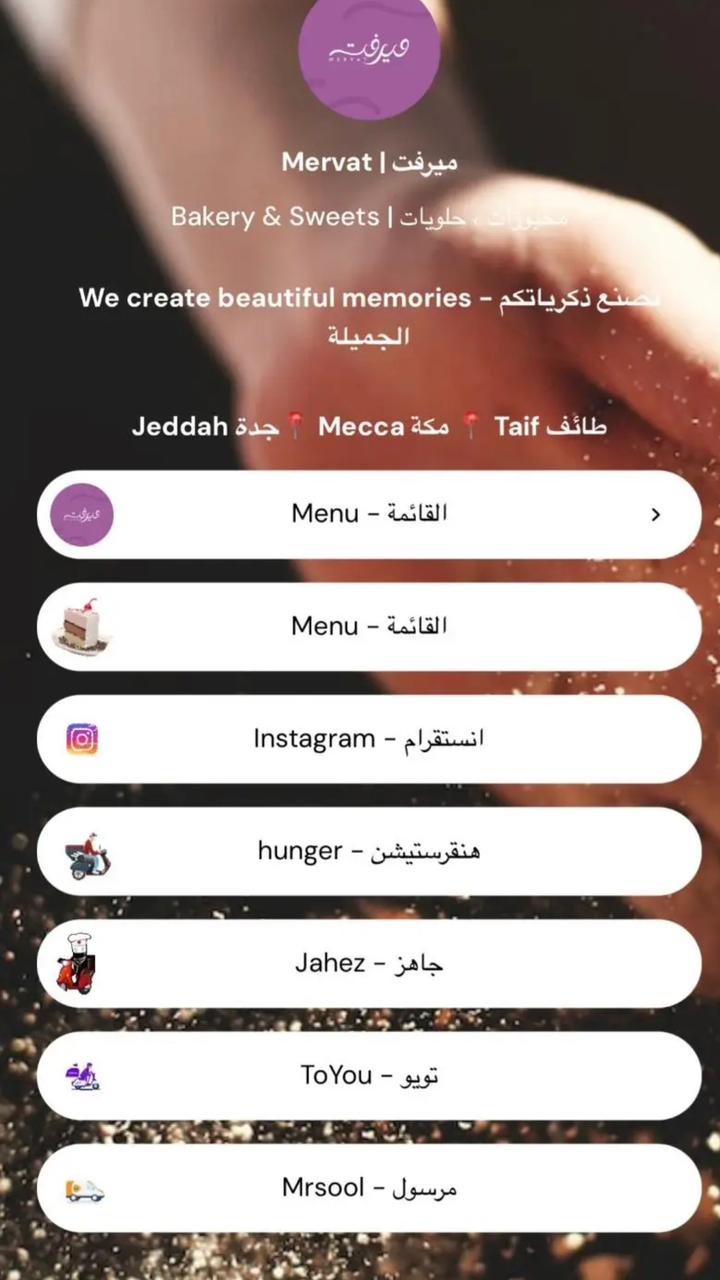 ميرفت
MERVAT
Mervat | ميرفت
Bakery & Sweets | مخبوزات ، حلويات
We create beautiful memories - نصنع ذكرياتكم
الجميلة
Jeddah جدة📍 Mecca مكة 📍 Taif طائف
ميرفت
Menu - القائمة
Menu - القائمة
Instagram - انستقرام
hunger - هنقرستيشن
Jahez - جاهز
ToYou - تويو
Mrsool - مرسول